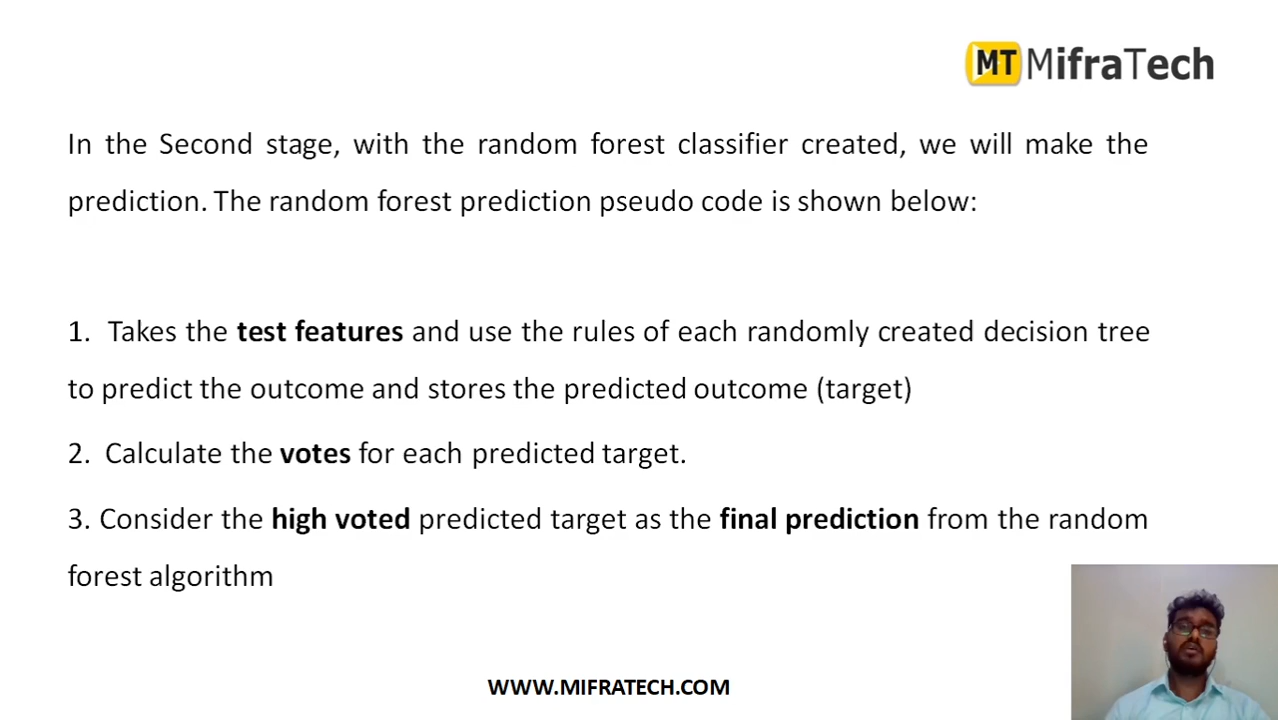 MT MifraTech
In the Second stage, with the random forest classifier created, we will make the
prediction. The random forest prediction pseudo code is shown below:
1. Takes the test features and use the rules of each randomly created decision tree
to predict the outcome and stores the predicted outcome (target)
2. Calculate the votes for each predicted target.
3. Consider the high voted predicted target as the final prediction from the random
forest algorithm
WWW.MIFRATECH.COM